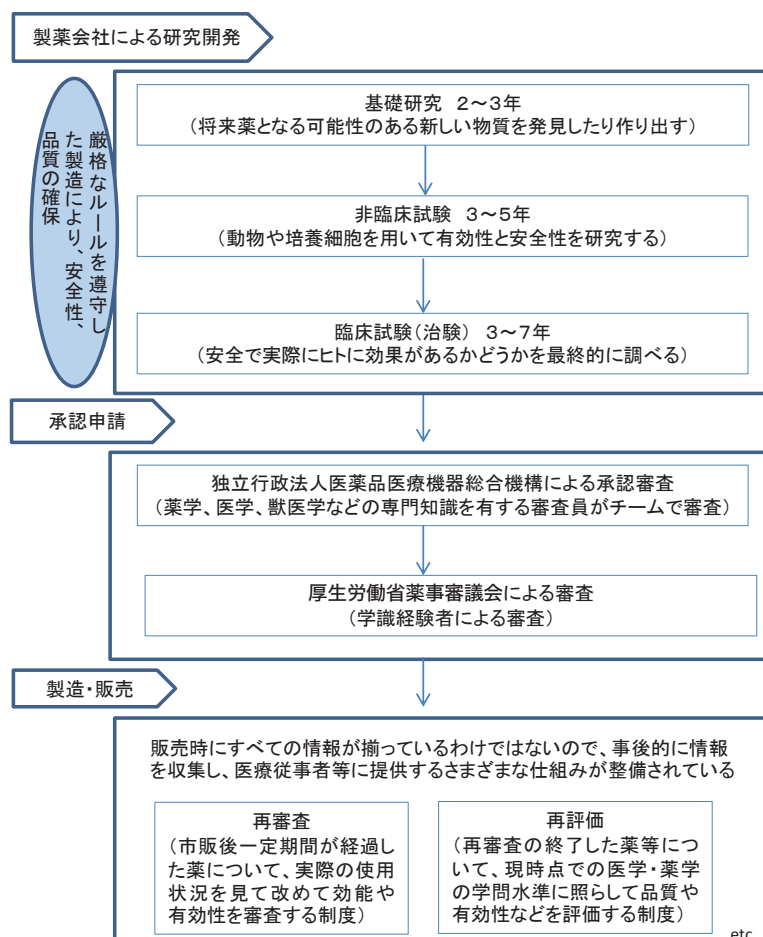 製薬会社による研究開発
厳格なルールを遵守し
た製造により、安全性、
品質の確保
基礎研究 2～3年
（将来薬となる可能性のある新しい物質を発見したり作り出す）
非臨床試験 3～5年
（動物や培養細胞を用いて有効性と安全性を研究する）
臨床試験（治験） 3～7年
（安全で実際にヒトに効果があるかどうかを最終的に調べる）
承認申請
独立行政法人医薬品医療機器総合機構による承認審査
（薬学、医学、獣医学などの専門知識を有する審査員がチームで審査）
厚生労働省薬事審議会による審査
（学識経験者による審査）
製造・販売
販売時にすべての情報が揃っているわけではないので、事後的に情報
を収集し、医療従事者等に提供するさまざまな仕組みが整備されている
再審査
（市販後一定期間が経過し
た薬について、実際の使用
状況を見て改めて効能や
有効性を審査する制度）
再評価
（再審査の終了した薬等につ
いて、現時点での医学・薬学
の学問水準に照らして品質や
有効性などを評価する制度）
etc